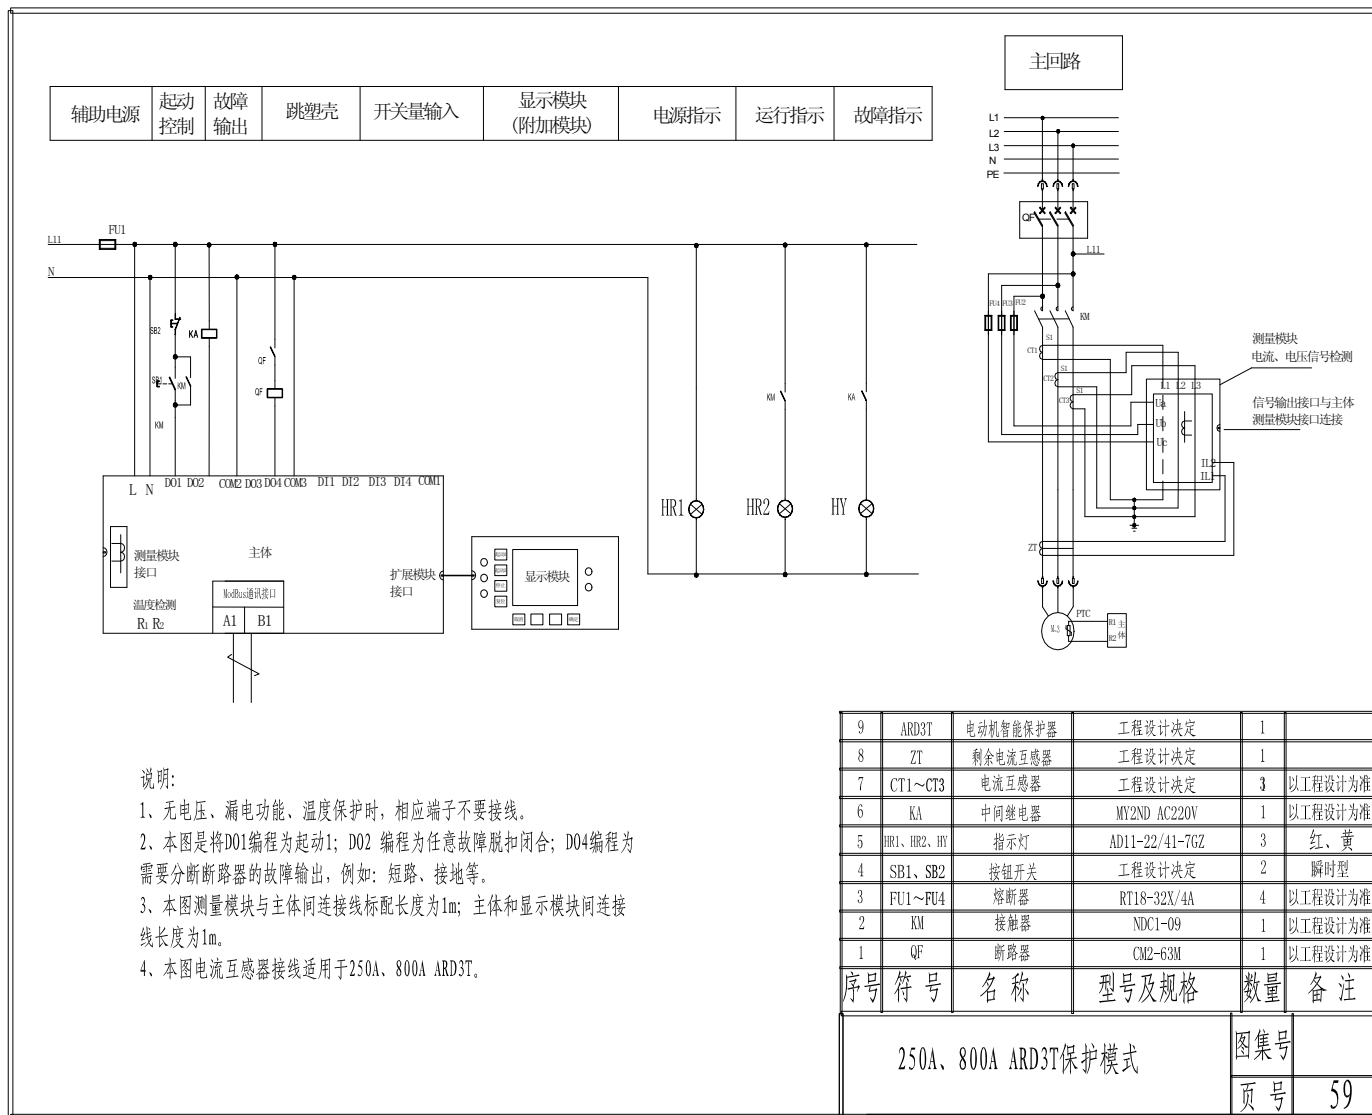 主回路
辅助电源 起动控制 故障输出 跳塑壳 开关量输入 显示模块(附加模块) 电源指示 运行指示 故障指示
L1
L2
L3
N
PE
QF
L11
L11 FU1
N
FU4 FU3 FU2
KM
SB2 KA
SB1 KM
KM
QF
QF
KM KA
S1
CT1
S1
CT2
S1
CT3
L1 L2 L3
Ua
Ub
Uc
IL2
IL1
测量模块
电流、电压信号检测
信号输出接口与主体
测量模块接口连接
L N DO1 DO2 COM2 DO3 DO4 COM3 DI1 DI2 DI3 DI4 COM1
HR1 HR2 HY
测量模块
接口
主体
扩展模块
接口
显示模块
ModBus通讯接口
温度检测
R1 R2
A1 B1
ZT
PTC
R1
R2
主体
说明:
1、无电压、漏电功能、温度保护时，相应端子不要接线。
2、本图是将DO1编程为起动1；DO2 编程为任意故障脱扣闭合；DO4编程为
需要分断断路器的故障输出，例如：短路、接地等。
3、本图测量模块与主体间连接线标配长度为1m；主体和显示模块间连接
线长度为1m。
4、本图电流互感器接线适用于250A、800A ARD3T。
9 ARD3T 电动机智能保护器 工程设计决定 1
8 ZT 剩余电流互感器 工程设计决定 1
7 CT1～CT3 电流互感器 工程设计决定 3 以工程设计为准
6 KA 中间继电器 MY2ND AC220V 1 以工程设计为准
5 HR1、HR2、HY 指示灯 AD11-22/41-7GZ 3 红、黄
4 SB1、SB2 按钮开关 工程设计决定 2 瞬时型
3 FU1～FU4 熔断器 RT18-32X/4A 4 以工程设计为准
2 KM 接触器 NDC1-09 1 以工程设计为准
1 QF 断路器 CM2-63M 1 以工程设计为准
序号 符 号 名 称 型号及规格 数量 备 注
250A、800A ARD3T保护模式
图集号
页 号 59